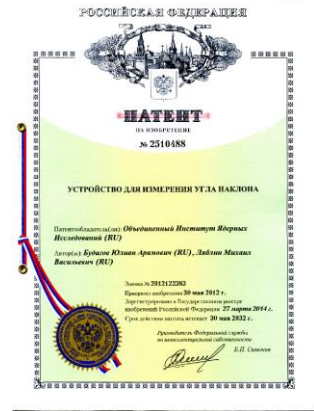 РОССИЙСКАЯ ФЕДЕРАЦИЯ
ПАТЕНТ
НА ИЗОБРЕТЕНИЕ
№ 2510488
УСТРОЙСТВО ДЛЯ ИЗМЕРЕНИЯ УГЛА НАКЛОНА
Патентообладатель(ли): Объединенный Институт Ядерных
Исследований (RU)
Автор(ы): Будагов Юлиан Арамович (RU), Ляблин Михаил
Васильевич (RU)
Заявка № 2012122283
Приоритет изобретения 30 мая 2012 г.
Зарегистрировано в Государственном реестре
изобретений Российской Федерации 27 марта 2014 г.
Срок действия патента истекает 30 мая 2032 г.
Руководитель Федеральной службы
по интеллектуальной собственности
Б.П. Симонов